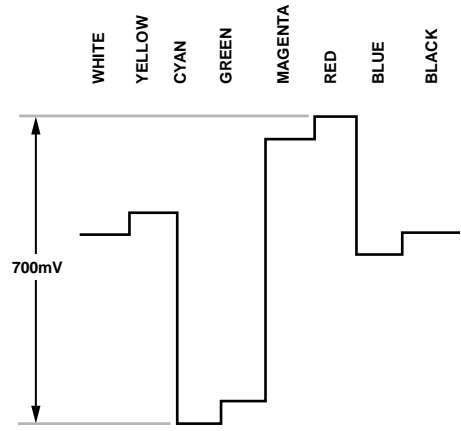 WHITE
YELLOW
CYAN
GREEN
MAGENTA
RED
BLUE
BLACK
700mV